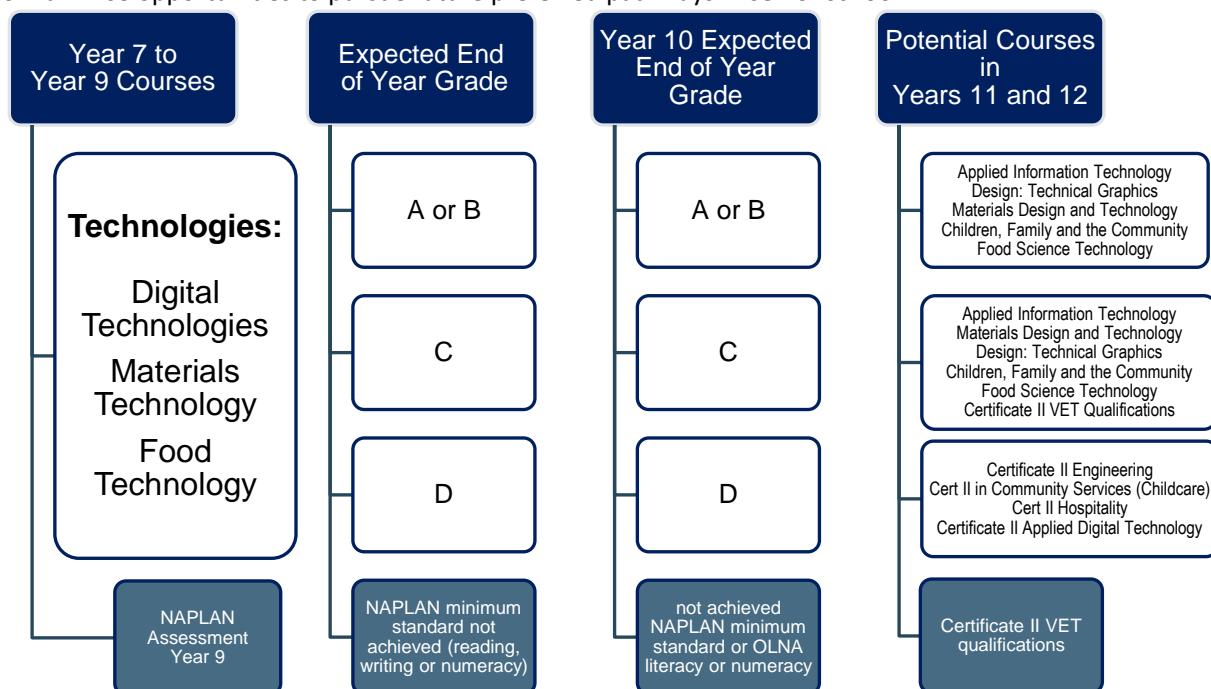 Year 7 to
Year 9 Courses
Technologies:
Digital
Technologies
Materials
Technology
Food
Technology
NAPLAN
Assessment
Year 9
Expected End
of Year Grade
A or B
C
D
NAPLAN minimum
standard not
achieved (reading,
writing or numeracy)
Year 10 Expected
End of Year
Grade
A or B
C
D
not achieved
NAPLAN minimum
standard or OLNA
literacy or numeracy
Potential Courses
in
Years 11 and 12
Applied Information Technology
Design: Technical Graphics
Materials Design and Technology
Children, Family and the Community
Food Science Technology
Applied Information Technology
Materials Design and Technology
Design: Technical Graphics
Children, Family and the Community
Food Science Technology
Certificate II VET Qualifications
Certificate II Engineering
Cert II in Community Services (Childcare)
Cert II Hospitality
Certificate II Applied Digital Technology
Certificate II VET
qualifications